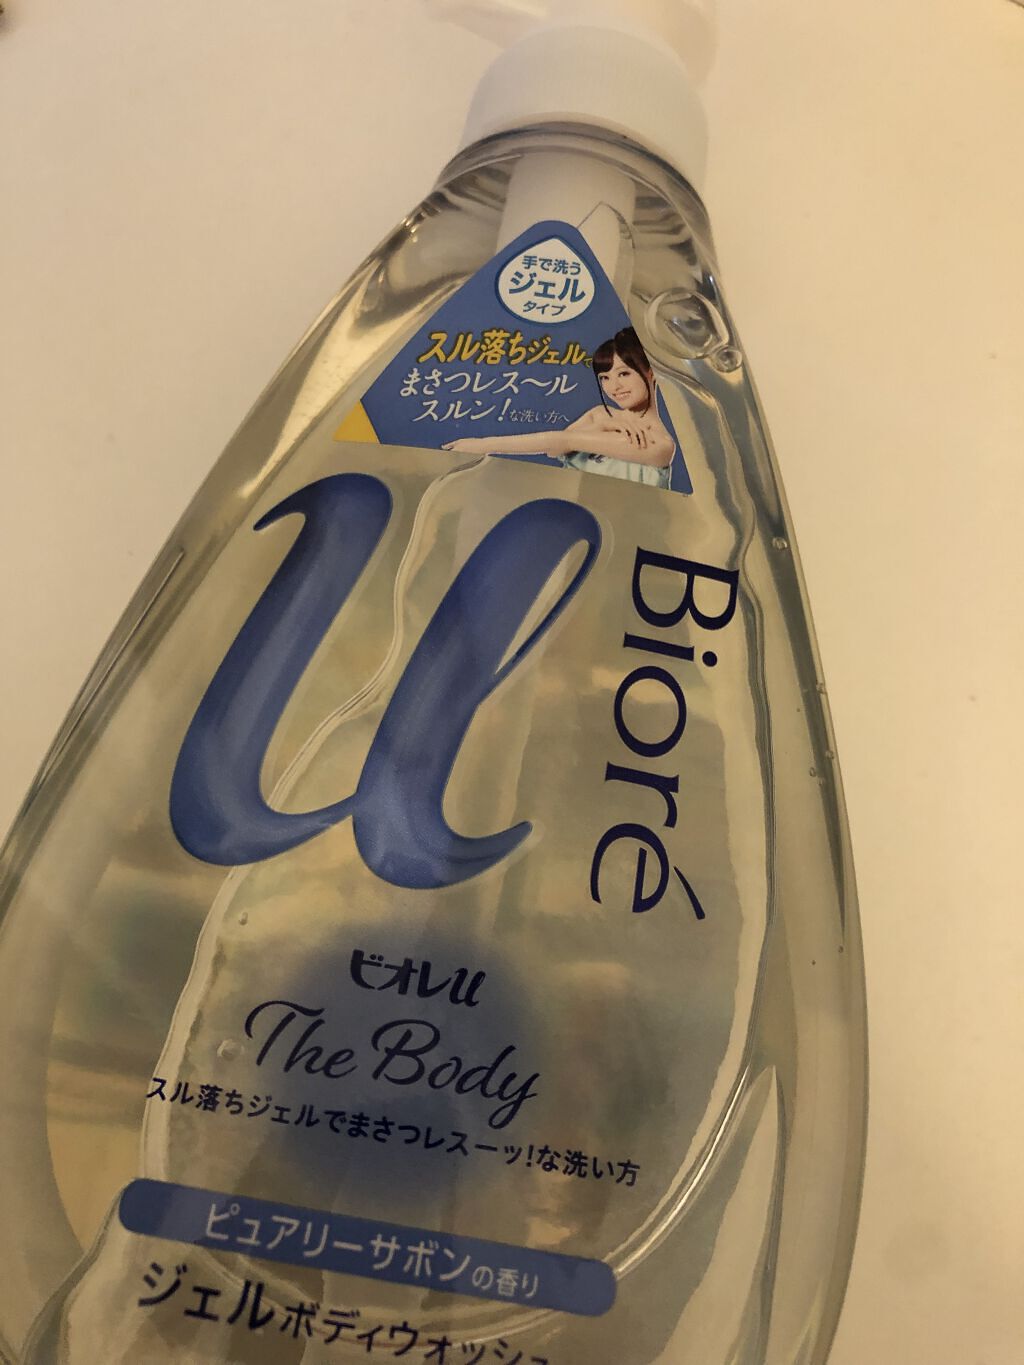 手で洗う
ジェル
タイプ
スル落ちジェルで
まさつレス〜ル
スルン!な洗い方へ
u
Bioré
ビオレu
The Body
スル落ちジェルでまさつレスーッ!な洗い方
ピュアリーサボンの香り
ジェルボディウォッシュ